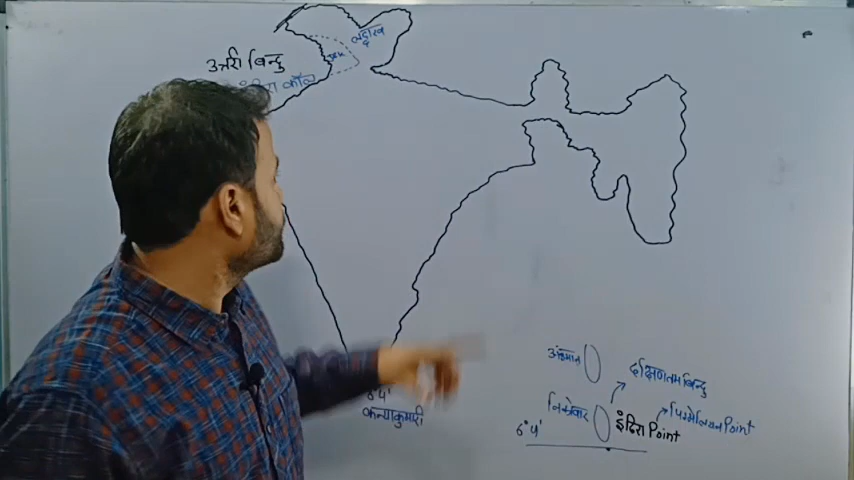 लद्दाख
J&K
उत्तरी बिन्दु
इंदिरा कॉल
अंडमान
दक्षिणतम बिन्दु
निकोबार
पिग्मेलियन Point
इंदिरा Point
6°4'
कन्याकुमारी